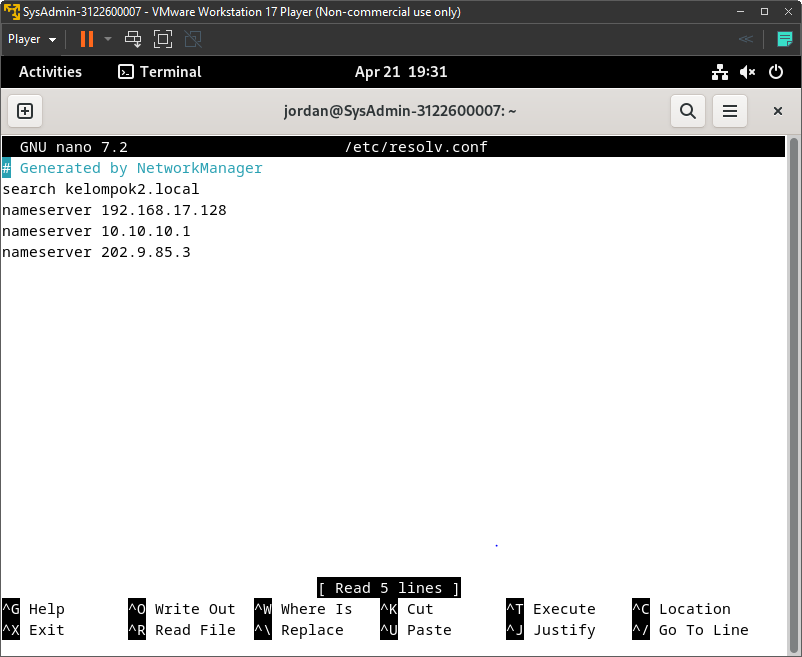 SysAdmin-3122600007 - VMware Workstation 17 Player (Non-commercial use only)
Player
Activities Terminal Apr 21 19:31
jordan@SysAdmin-3122600007: ~
GNU nano 7.2 /etc/resolv.conf
# Generated by NetworkManager
search kelompok2.local
nameserver 192.168.17.128
nameserver 10.10.10.1
nameserver 202.9.85.3
[ Read 5 lines ]
^G Help ^O Write Out ^W Where Is ^K Cut ^T Execute ^C Location
^X Exit ^R Read File ^\ Replace ^U Paste ^J Justify ^/ Go To Line